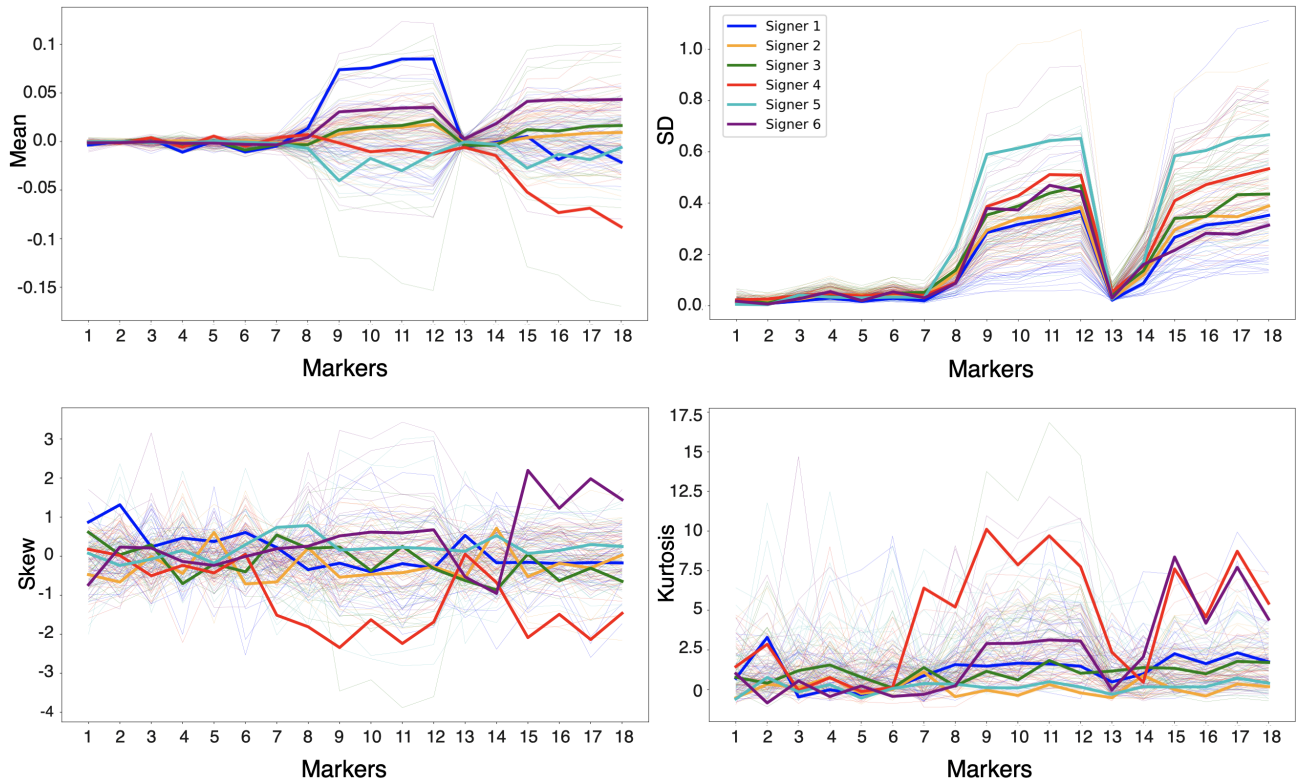 Mean
0.1
0.05
0.0
-0.05
-0.1
-0.15
1 2 3 4 5 6 7 8 9 10 11 12 13 14 15 16 17 18
Markers
SD
1.0
0.8
0.6
0.4
0.2
0.0
Signer 1
Signer 2
Signer 3
Signer 4
Signer 5
Signer 6
1 2 3 4 5 6 7 8 9 10 11 12 13 14 15 16 17 18
Markers
Skew
3
2
1
0
-1
-2
-3
-4
1 2 3 4 5 6 7 8 9 10 11 12 13 14 15 16 17 18
Markers
Kurtosis
17.5
15
12.5
10
7.5
5
2.5
0
1 2 3 4 5 6 7 8 9 10 11 12 13 14 15 16 17 18
Markers